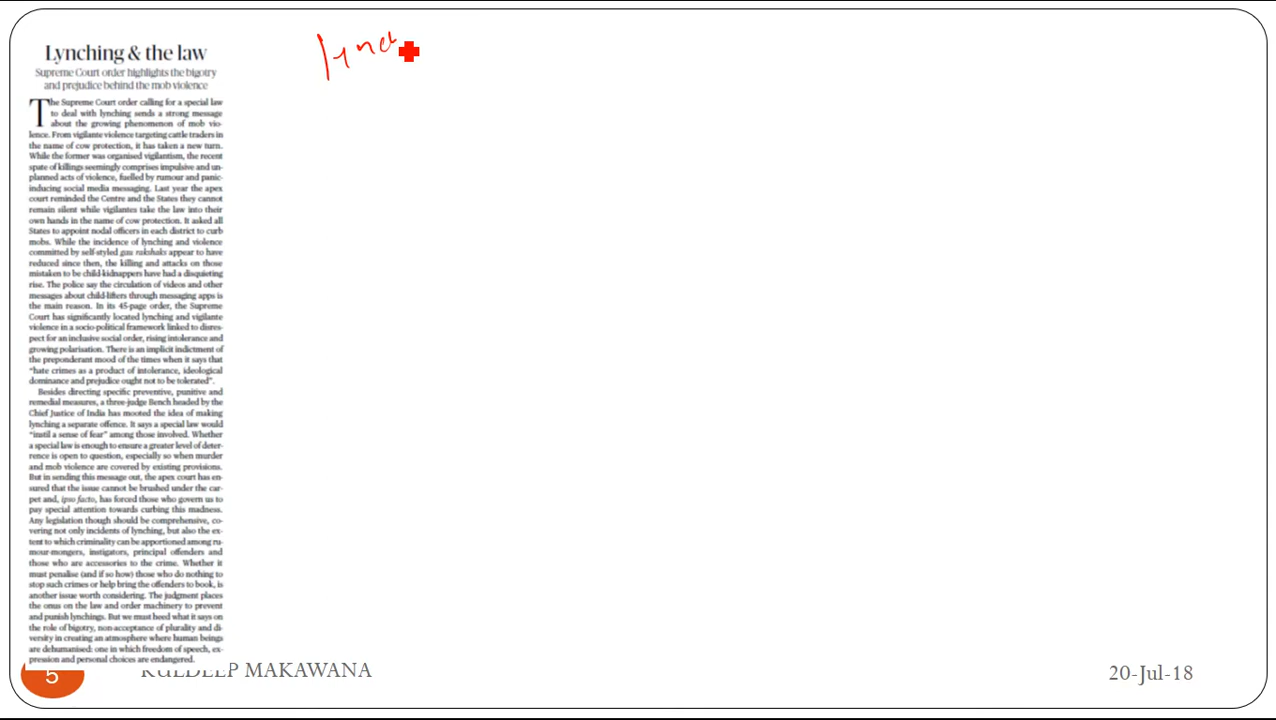 Lynching & the law
Supreme Court order highlights the bigotry
and prejudice behind the mob violence
The Supreme Court order calling for a special law
to deal with lynching sends a strong message
about the growing phenomenon of mob vio-
lence. From vigilante violence targeting cattle traders in
the name of cow protection, it has taken a new turn.
While the former was organised vigilantism, the recent
spate of killings seemingly comprises impulsive and un-
planned acts of violence, fuelled by rumour and panic-
inducing social media messaging. Last year the apex
court reminded the Centre and the States they cannot
remain silent while vigilantes take the law into their
own hands in the name of cow protection. It asked all
States to appoint nodal officers in each district to curb
mobs. While the incidence of lynching and violence
committed by self-styled gau rakshaks appear to have
reduced since then, the killing and attacks on those
mistaken to be child-kidnappers have had a disquieting
rise. The police say the circulation of videos and other
messages about child-lifters through messaging apps is
the main reason. In its 45-page order, the Supreme
Court has significantly located lynching and vigilante
violence in a socio-political framework linked to disres-
pect for an inclusive social order, rising intolerance and
growing polarisation. There is an implicit indictment of
the preponderant mood of the times when it says that
“hate crimes as a product of intolerance, ideological
dominance and prejudice ought not to be tolerated”.
Besides directing specific preventive, punitive and
remedial measures, a three-judge Bench headed by the
Chief Justice of India has mooted the idea of making
lynching a separate offence. It says a special law would
“instil a sense of fear” among those involved. Whether
a special law is enough to ensure a greater level of deter-
rence is open to question, especially so when murder
and mob violence are covered by existing provisions.
But in sending this message out, the apex court has en-
sured that the issue cannot be brushed under the car-
pet and, ipso facto, has forced those who govern us to
pay special attention towards curbing this madness.
Any legislation though should be comprehensive, co-
vering not only incidents of lynching, but also the ex-
tent to which criminality can be apportioned among ru-
mour-mongers, instigators, principal offenders and
those who are accessories to the crime. Whether it
must penalise (and if so how) those who do nothing to
stop such crimes or help bring the offenders to book, is
another issue worth considering. The judgment places
the onus on the law and order machinery to prevent
and punish lynchings. But we must heed what it says on
the role of bigotry, non-acceptance of plurality and di-
versity in creating an atmosphere where human beings
are dehumanised: one in which freedom of speech, ex-
pression and personal choices are endangered.
lync
5
KULDEEP MAKAWANA
20-Jul-18